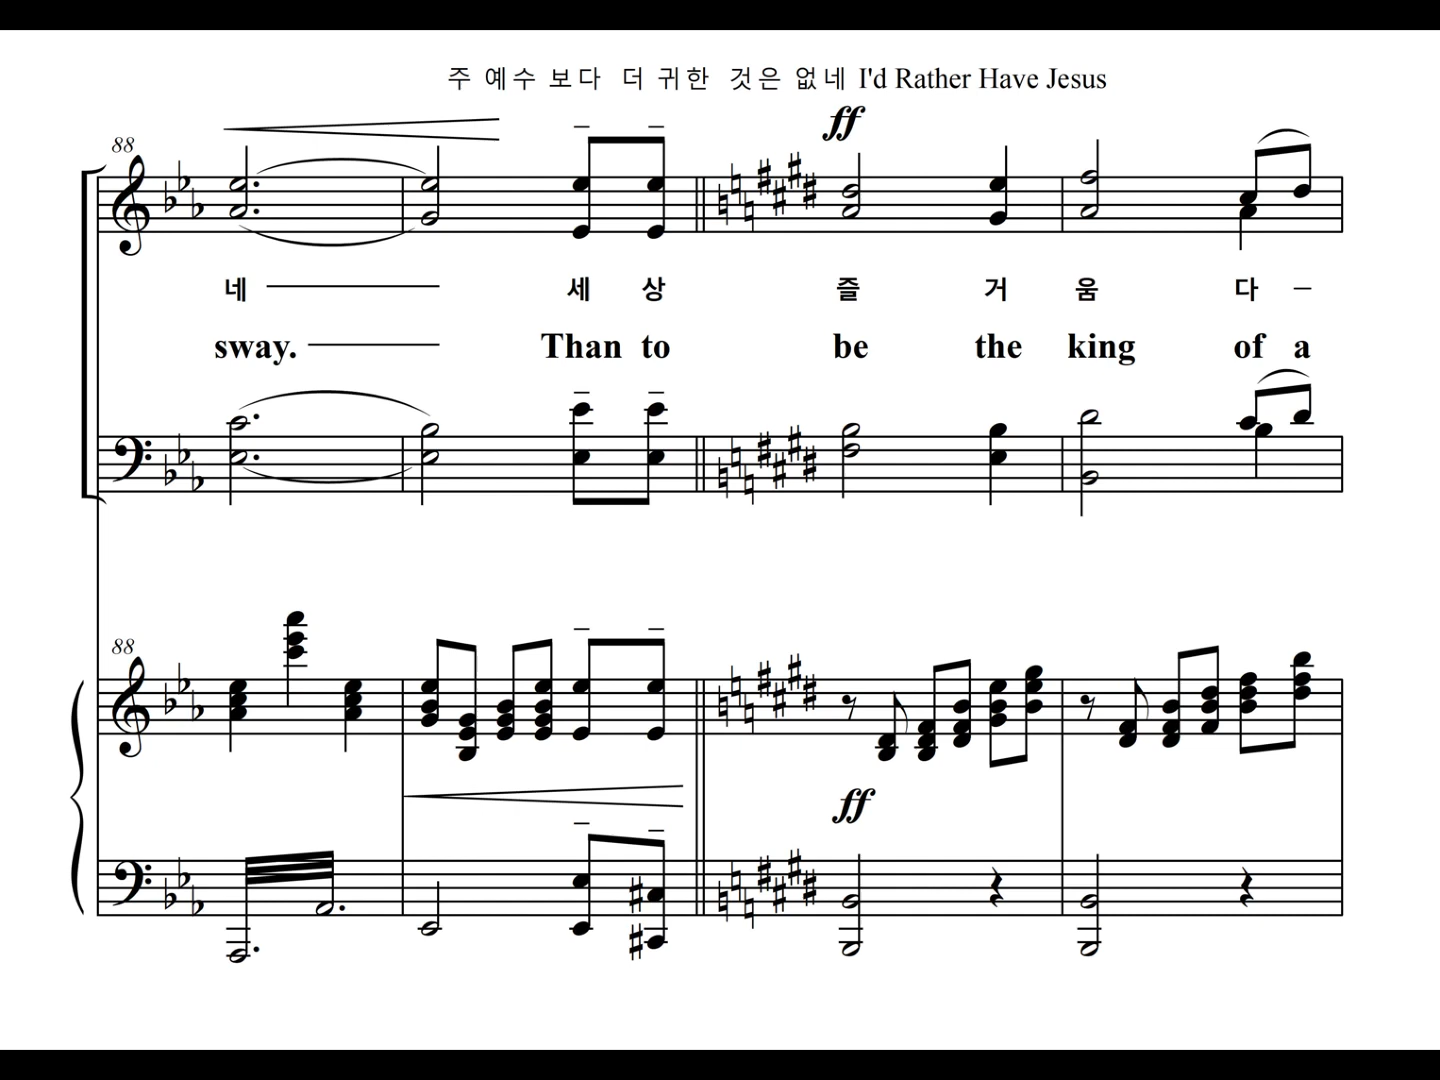 주 예수 보다 더 귀한 것은 없네 I'd Rather Have Jesus
ff
88
네 세 상 즐 거 움 다 –
sway. Than to be the king of a
88
ff